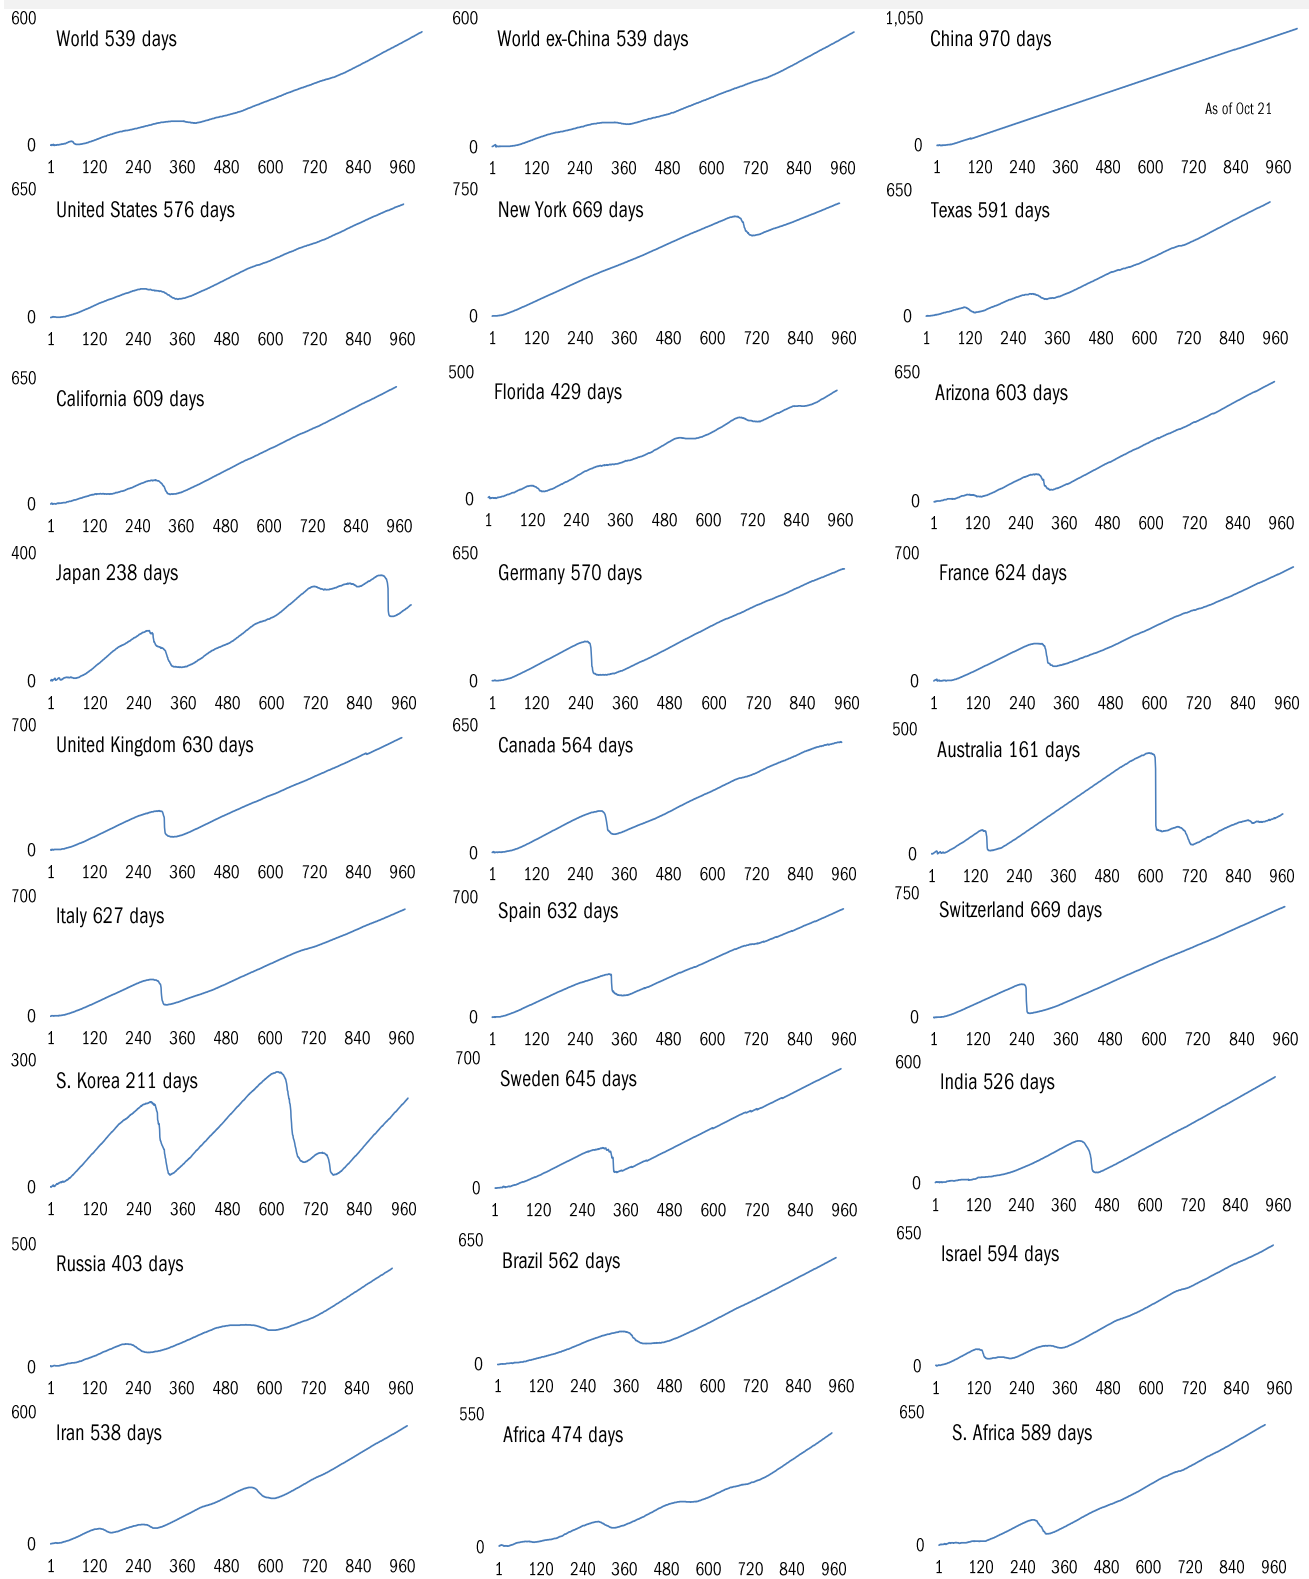 600 600 1,050
World 539 days World ex-China 539 days China 970 days
As of Oct 21
0 0 0
1 120 240 360 480 600 720 840 960 1 120 240 360 480 600 720 840 960 1 120 240 360 480 600 720 840 960
650 750 650
United States 576 days New York 669 days Texas 591 days
0 0 0
1 120 240 360 480 600 720 840 960 1 120 240 360 480 600 720 840 960 1 120 240 360 480 600 720 840 960
650 500 650
California 609 days Florida 429 days Arizona 603 days
0 0 0
1 120 240 360 480 600 720 840 960 1 120 240 360 480 600 720 840 960 1 120 240 360 480 600 720 840 960
400 650 700
Japan 238 days Germany 570 days France 624 days
0 0 0
1 120 240 360 480 600 720 840 960 1 120 240 360 480 600 720 840 960 1 120 240 360 480 600 720 840 960
700 650 500
United Kingdom 630 days Canada 564 days Australia 161 days
0 0 0
1 120 240 360 480 600 720 840 960 1 120 240 360 480 600 720 840 960 1 120 240 360 480 600 720 840 960
700 700 750
Italy 627 days Spain 632 days Switzerland 669 days
0 0 0
1 120 240 360 480 600 720 840 960 1 120 240 360 480 600 720 840 960 1 120 240 360 480 600 720 840 960
300 700 600
S. Korea 211 days Sweden 645 days India 526 days
0 0 0
1 120 240 360 480 600 720 840 960 1 120 240 360 480 600 720 840 960 1 120 240 360 480 600 720 840 960
500 650 650
Russia 403 days Brazil 562 days Israel 594 days
0 0 0
1 120 240 360 480 600 720 840 960 1 120 240 360 480 600 720 840 960 1 120 240 360 480 600 720 840 960
600 550 650
Iran 538 days Africa 474 days S. Africa 589 days
0 0 0
1 120 240 360 480 600 720 840 960 1 120 240 360 480 600 720 840 960 1 120 240 360 480 600 720 840 960